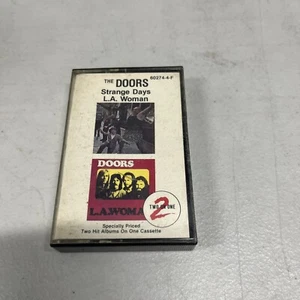 THE DOORS
60274-4-F
Strange Days
L.A. Woman
DOORS
L.A.WOMAN
2
TWO ON ONE
Specially Priced
Two Hit Albums On One Cassette